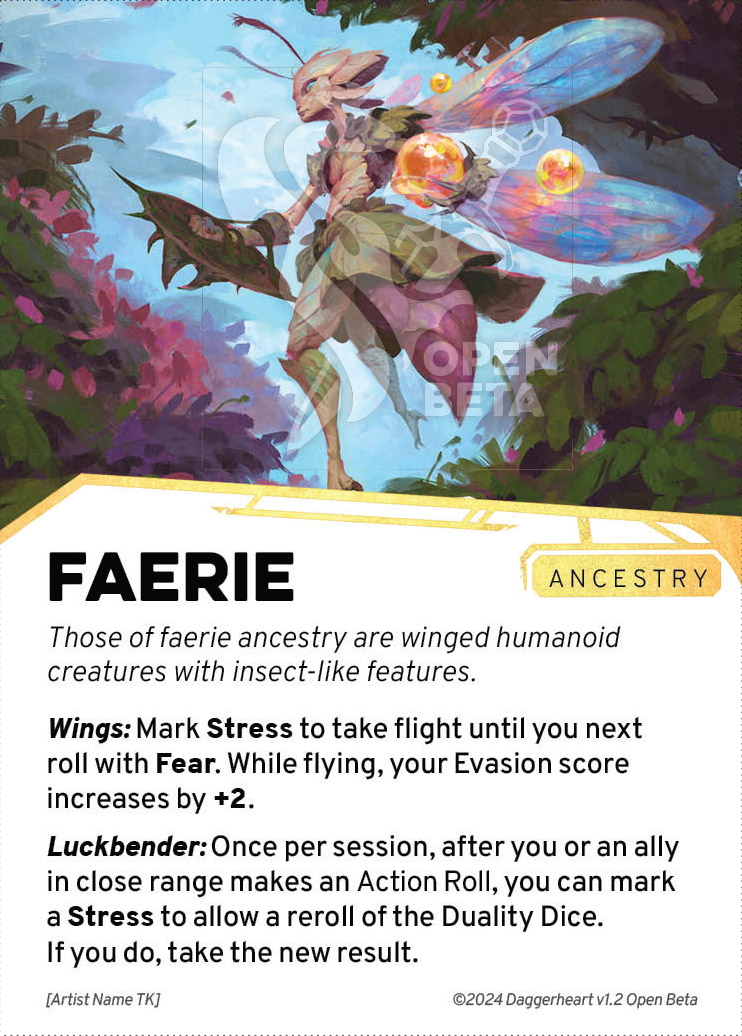 OPEN
BETA
FAERIE
ANCESTRY
Those of faerie ancestry are winged humanoid
creatures with insect-like features.
Wings: Mark Stress to take flight until you next
roll with Fear. While flying, your Evasion score
increases by +2.
Luckbender: Once per session, after you or an ally
in close range makes an Action Roll, you can mark
a Stress to allow a reroll of the Duality Dice.
If you do, take the new result.
[Artist Name TK]
©2024 Daggerheart v1.2 Open Beta